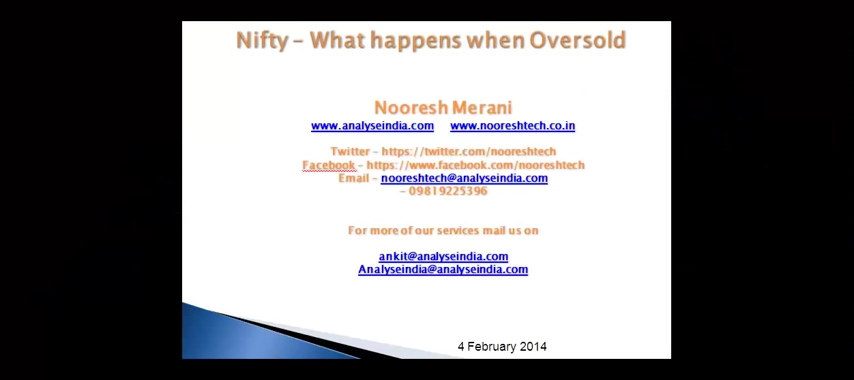 Nifty – What happens when Oversold
Nooresh Merani
www.analyseindia.com www.nooreshtech.co.in
Twitter – https://twitter.com/nooreshtech
Facebook – https://www.facebook.com/nooreshtech
Email – nooreshtech@analyseindia.com
– 09819225396
For more of our services mail us on
ankit@analyseindia.com
Analyseindia@analyseindia.com
4 February 2014